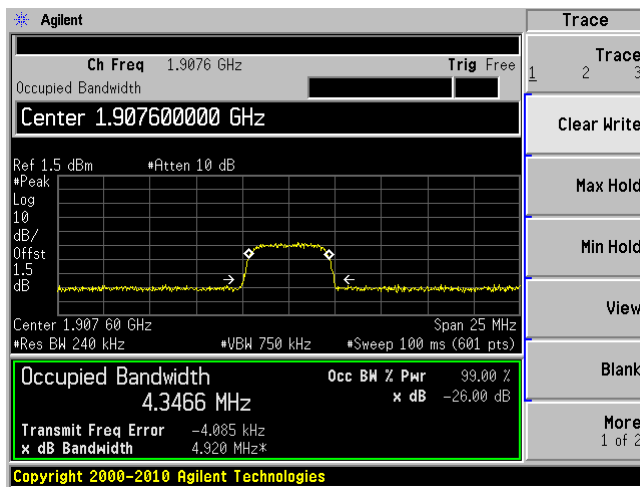 Agilent
Trace
Ch Freq 1.9076 GHz Trig Free
Occupied Bandwidth
Center 1.907600000 GHz
Ref 1.5 dBm #Atten 10 dB
#Peak
Log
10
dB/
Offst
1.5
dB
Center 1.907 60 GHz Span 25 MHz
#Res BW 240 kHz #VBW 750 kHz #Sweep 100 ms (601 pts)
Occupied Bandwidth Occ BW % Pwr 99.00 %
4.3466 MHz x dB -26.00 dB
Transmit Freq Error -4.085 kHz
x dB Bandwidth 4.920 MHz*
Copyright 2000-2010 Agilent Technologies
Trace
1 2 3
Clear Write
Max Hold
Min Hold
View
Blank
More
1 of 2